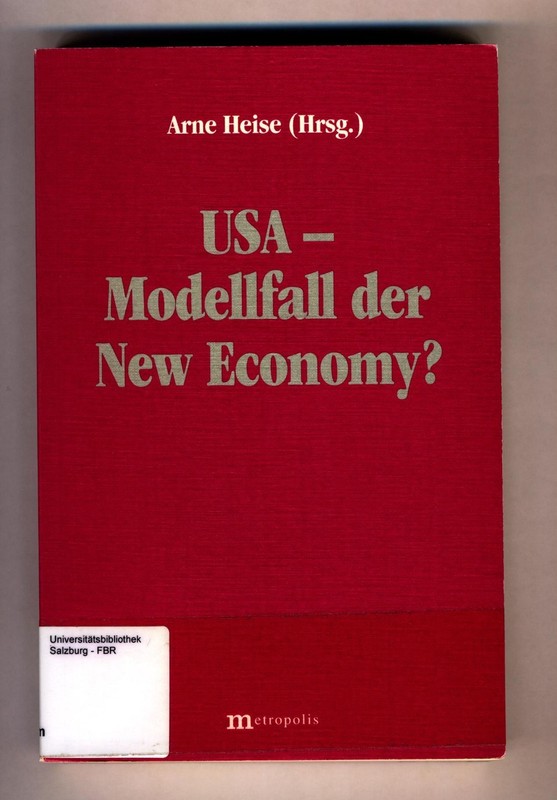 Arne Heise (Hrsg.)
USA –
Modellfall der
New Economy?
Universitätsbibliothek
Salzburg - FBR
metropolis